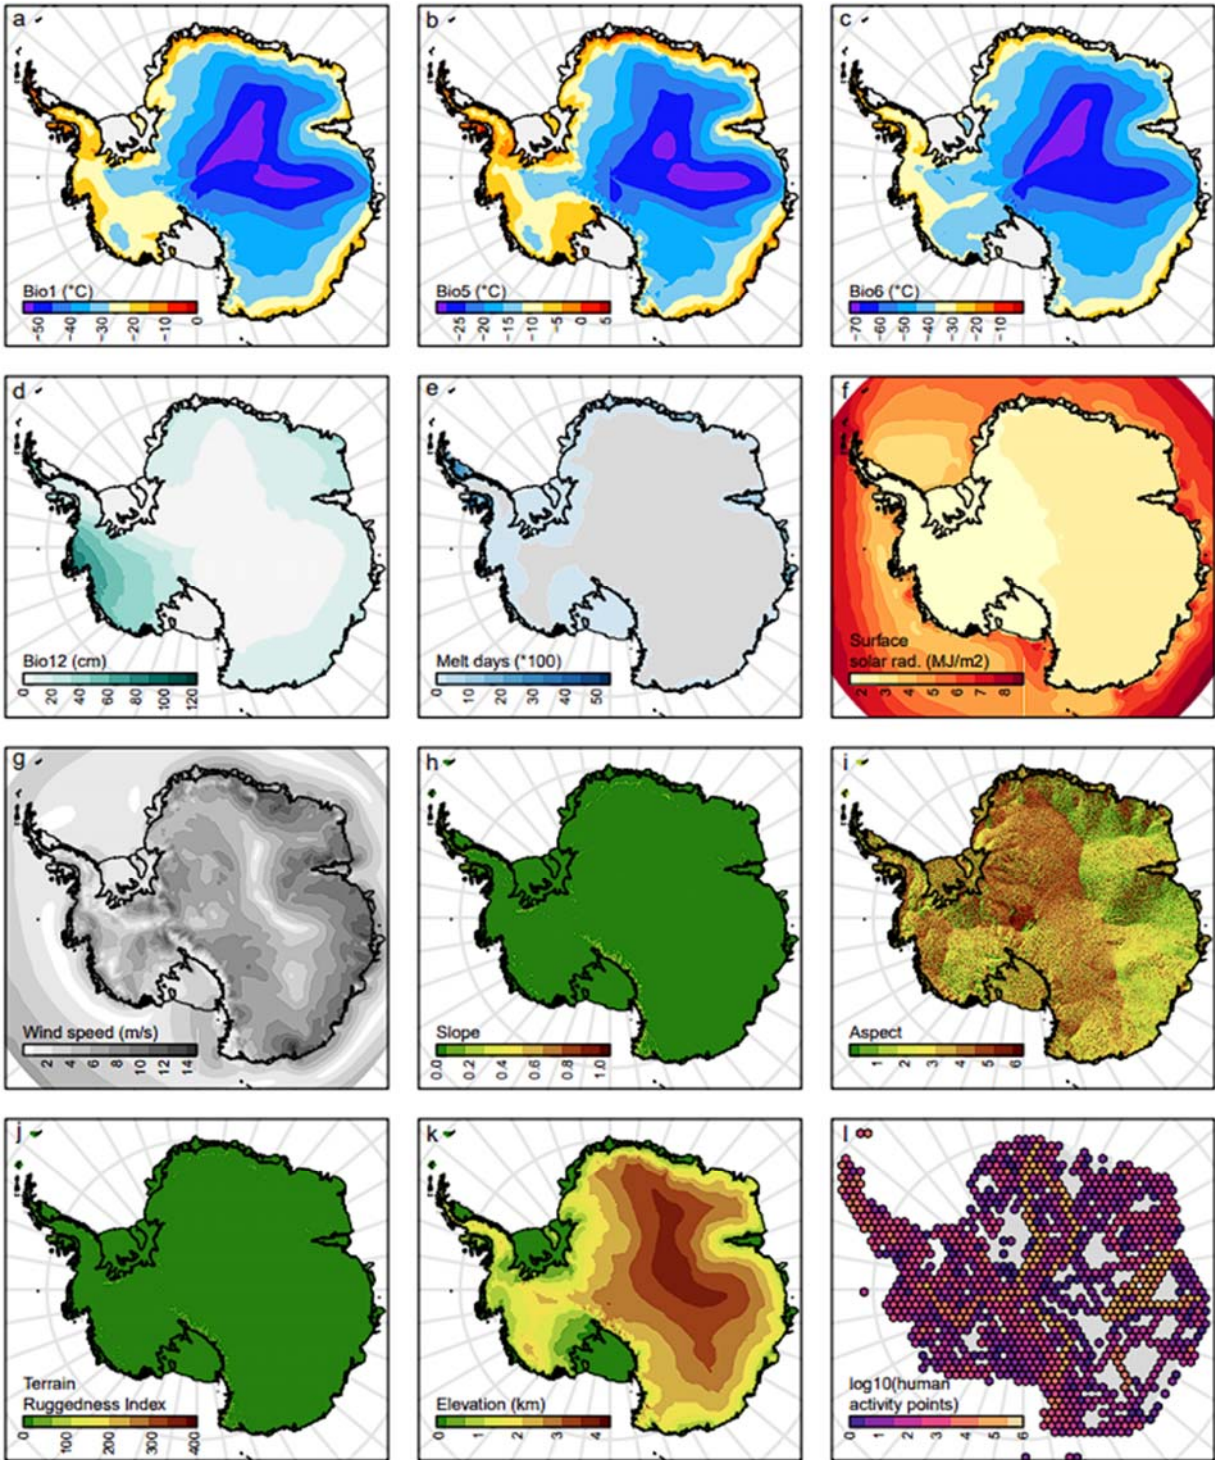 a
Bio1 (°C)
−50 −40 −30 −20 −10 0
b
Bio5 (°C)
−25 −20 −15 −10 −5 0 5
c
Bio6 (°C)
−70 −60 −50 −40 −30 −20 −10
d
Bio12 (cm)
0 20 40 60 80 100 120
e
Melt days (*100)
0 10 20 30 40 50
f
Surface
solar rad. (MJ/m2)
2 3 4 5 6 7 8
g
Wind speed (m/s)
2 4 6 8 10 12 14
h
Slope
0.0 0.2 0.4 0.6 0.8 1.0
i
Aspect
1 2 3 4 5 6
j
Terrain
Ruggedness Index
0 100 200 300 400
k
Elevation (km)
0 1 2 3 4
l
log10(human
activity points)
0 1 2 3 4 5 6